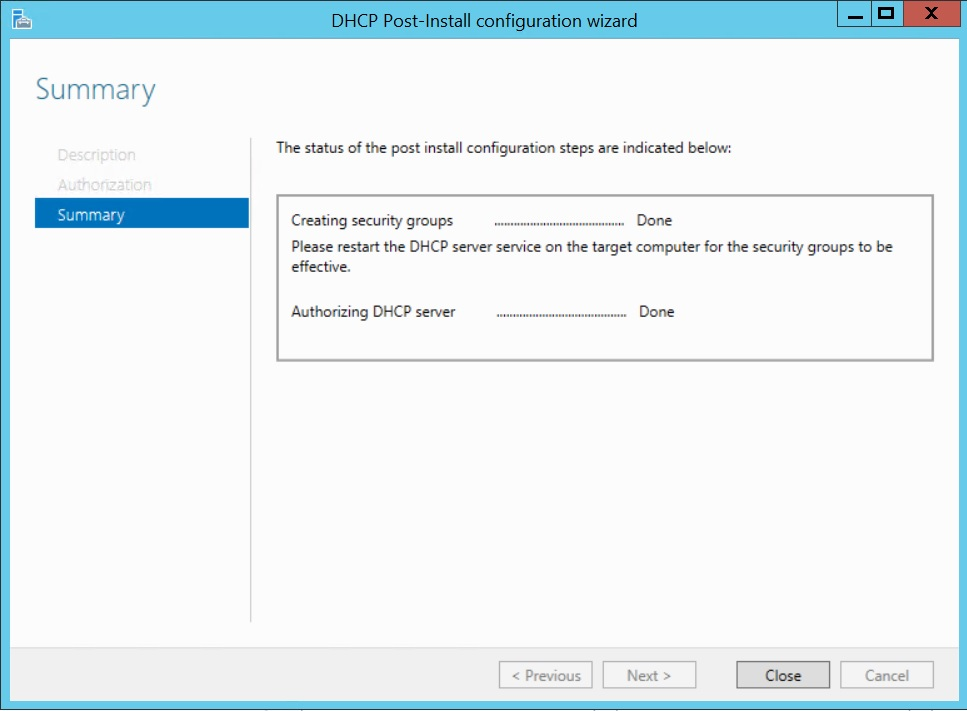 DHCP Post-Install configuration wizard
Summary
Description
Authorization
Summary
The status of the post install configuration steps are indicated below:
Creating security groups ........................................ Done
Please restart the DHCP server service on the target computer for the security groups to be
effective.
Authorizing DHCP server ........................................ Done
< Previous
Next >
Close
Cancel